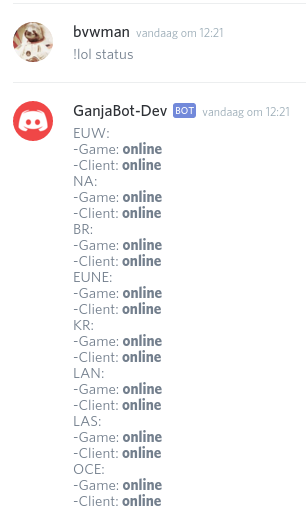 bvwman vandaag om 12:21
!lol status
GanjaBot-Dev BOT vandaag om 12:21
EUW:
-Game: online
-Client: online
NA:
-Game: online
-Client: online
BR:
-Game: online
-Client: online
EUNE:
-Game: online
-Client: online
KR:
-Game: online
-Client: online
LAN:
-Game: online
-Client: online
LAS:
-Game: online
-Client: online
OCE:
-Game: online
-Client: online